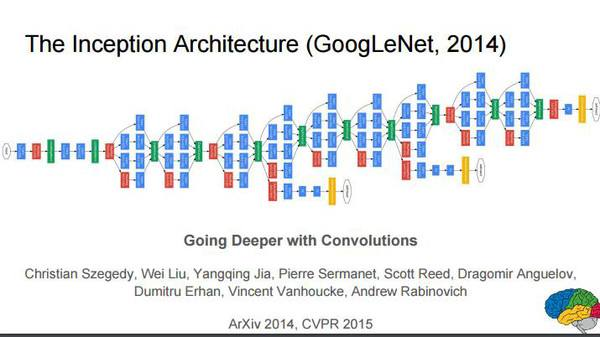 The Inception Architecture (GoogLeNet, 2014)
Going Deeper with Convolutions
Christian Szegedy, Wei Liu, Yangqing Jia, Pierre Sermanet, Scott Reed, Dragomir Anguelov,
Dumitru Erhan, Vincent Vanhoucke, Andrew Rabinovich
ArXiv 2014, CVPR 2015